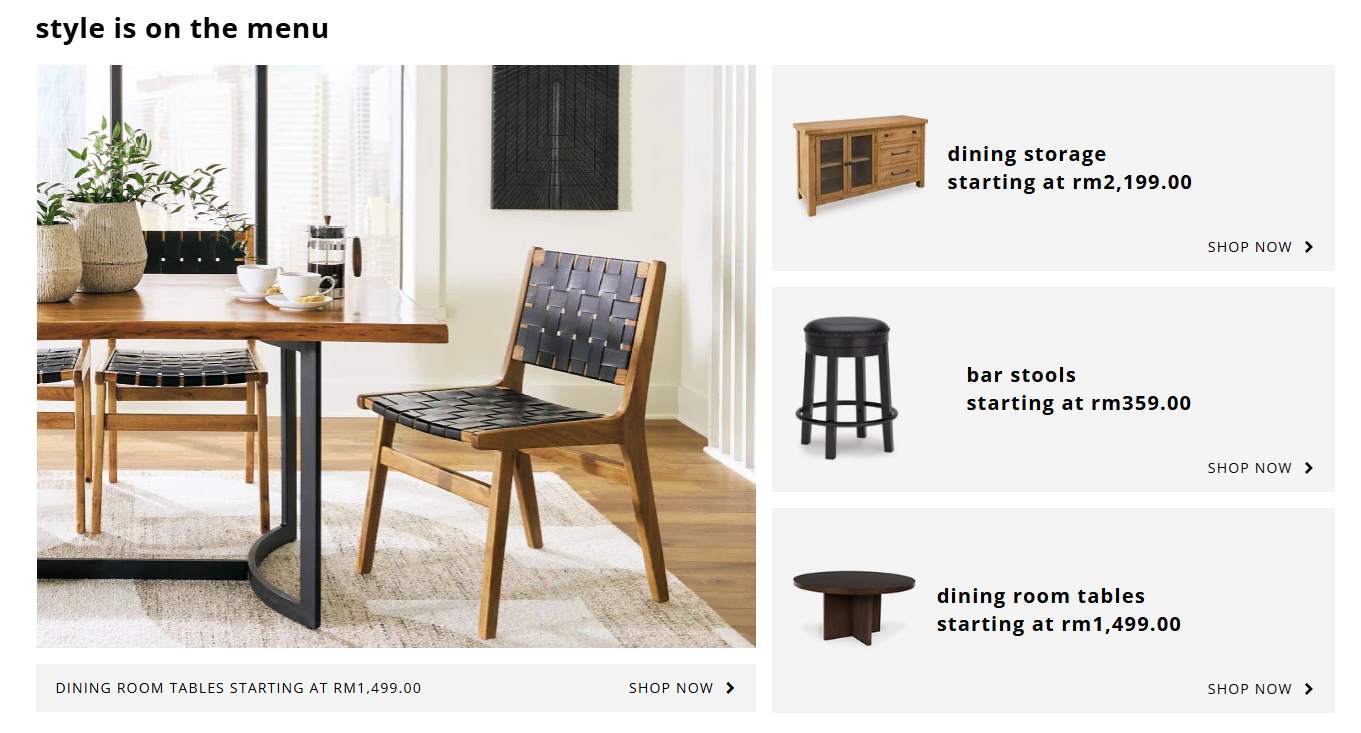 style is on the menu
DINING ROOM TABLES STARTING AT RM1,499.00
SHOP NOW
dining storage
starting at rm2,199.00
SHOP NOW
bar stools
starting at rm359.00
SHOP NOW
dining room tables
starting at rm1,499.00
SHOP NOW